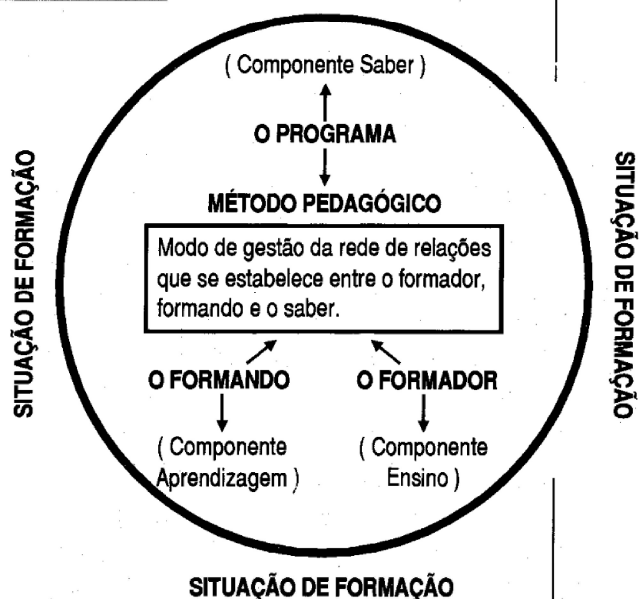 ( Componente Saber )
O PROGRAMA
MÉTODO PEDAGÓGICO
Modo de gestão da rede de relações
que se estabelece entre o formador,
formando e o saber.
O FORMANDO
O FORMADOR
( Componente
Aprendizagem )
( Componente
Ensino )
SITUAÇÃO DE FORMAÇÃO
SITUAÇÃO DE FORMAÇÃO
SITUAÇÃO DE FORMAÇÃO